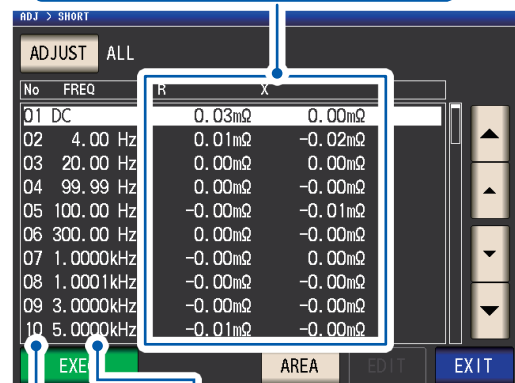 ADJ > SHORT
ADJUST ALL
No FREQ R X
01 DC 0.03mΩ 0.00mΩ
02 4.00 Hz 0.01mΩ -0.02mΩ
03 20.00 Hz 0.00mΩ 0.00mΩ
04 99.99 Hz 0.00mΩ -0.00mΩ
05 100.00 Hz -0.00mΩ -0.01mΩ
06 300.00 Hz -0.00mΩ 0.00mΩ
07 1.0000kHz -0.00mΩ 0.00mΩ
08 1.0001kHz -0.00mΩ -0.00mΩ
09 3.0000kHz -0.00mΩ -0.00mΩ
10 5.0000kHz -0.01mΩ -0.00mΩ
AREA EDIT EXIT